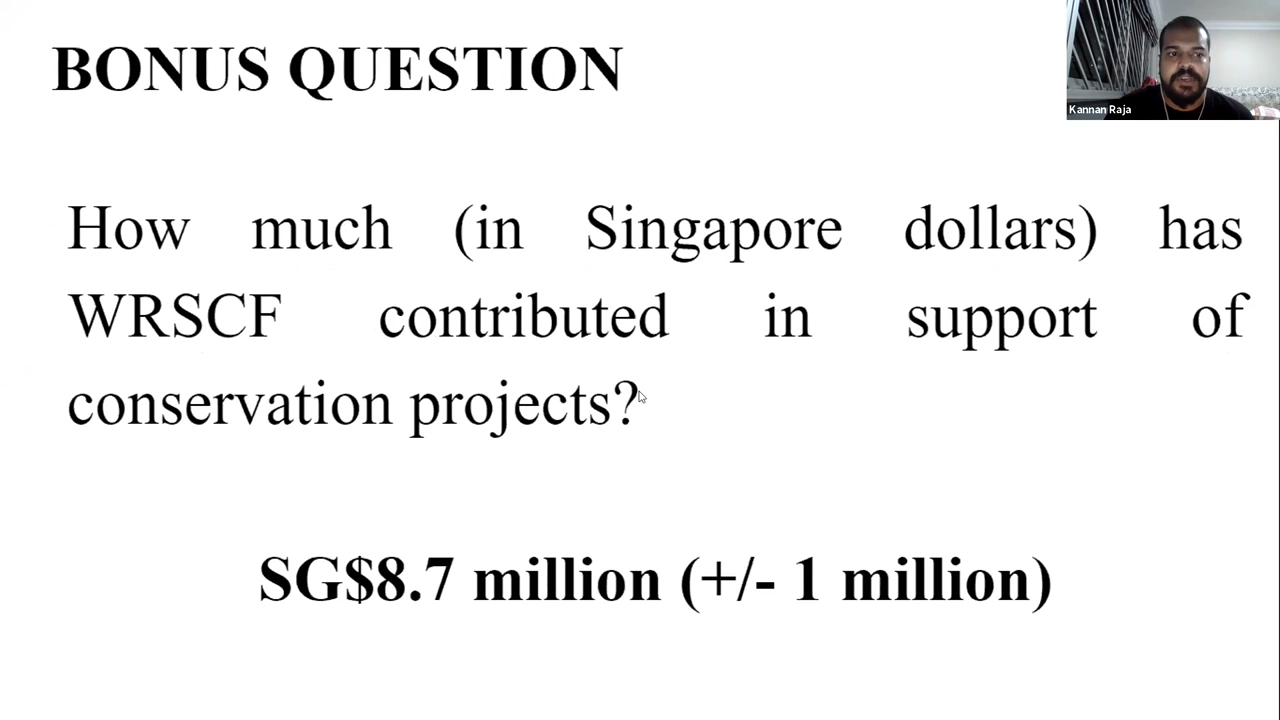 BONUS QUESTION
Kannan Raja
How much (in Singapore dollars) has
WRSCF contributed in support of
conservation projects?
SG$8.7 million (+/- 1 million)